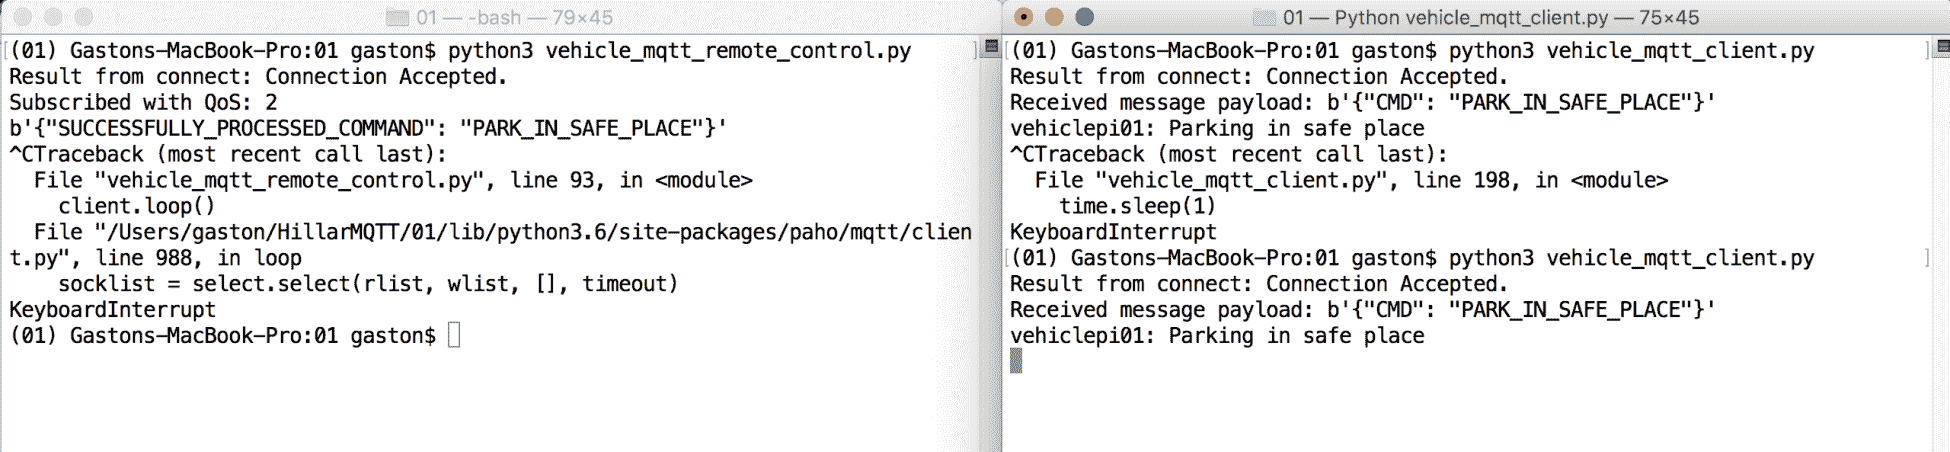 01 — -bash — 79×45
(01) Gastons-MacBook-Pro:01 gaston$ python3 vehicle_mqtt_remote_control.py
Result from connect: Connection Accepted.
Subscribed with QoS: 2
b'{"SUCCESSFULLY_PROCESSED_COMMAND": "PARK_IN_SAFE_PLACE"}'
^CTraceback (most recent call last):
  File "vehicle_mqtt_remote_control.py", line 93, in <module>
    client.loop()
  File "/Users/gaston/HillarMQTT/01/lib/python3.6/site-packages/paho/mqtt/clien
t.py", line 988, in loop
    socklist = select.select(rlist, wlist, [], timeout)
KeyboardInterrupt
(01) Gastons-MacBook-Pro:01 gaston$
01 — Python vehicle_mqtt_client.py — 75×45
(01) Gastons-MacBook-Pro:01 gaston$ python3 vehicle_mqtt_client.py
Result from connect: Connection Accepted.
Received message payload: b'{"CMD": "PARK_IN_SAFE_PLACE"}'
vehiclepi01: Parking in safe place
^CTraceback (most recent call last):
  File "vehicle_mqtt_client.py", line 198, in <module>
    time.sleep(1)
KeyboardInterrupt
(01) Gastons-MacBook-Pro:01 gaston$ python3 vehicle_mqtt_client.py
Result from connect: Connection Accepted.
Received message payload: b'{"CMD": "PARK_IN_SAFE_PLACE"}'
vehiclepi01: Parking in safe place